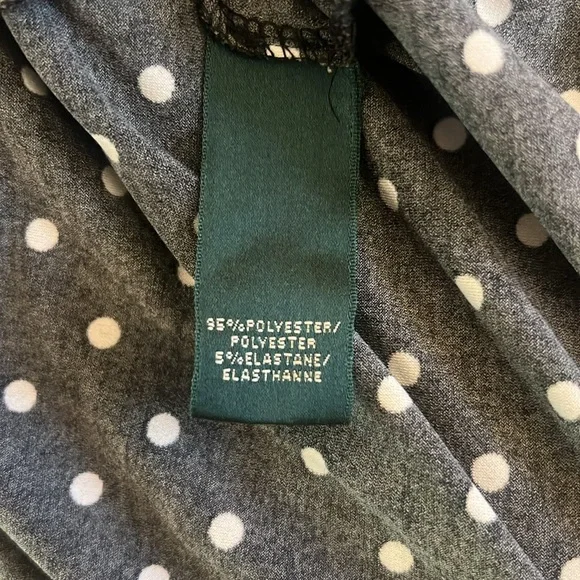 95%POLYESTER/
POLYESTER
5%ELASTANE/
ELASTHANNE